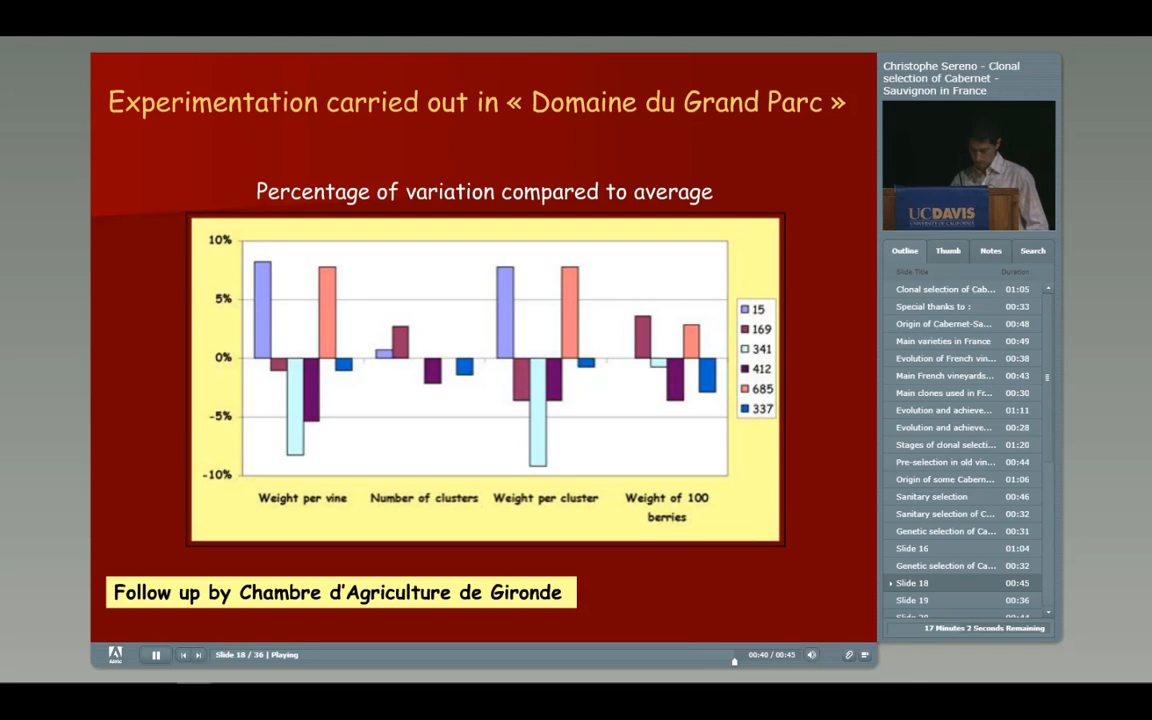 Experimentation carried out in « Domaine du Grand Parc »
Percentage of variation compared to average
10%
5%
0%
-5%
-10%
Weight per vine
Number of clusters
Weight per cluster
Weight of 100
berries
15
169
341
412
685
337
Follow up by Chambre d'Agriculture de Gironde
Slide 18 / 36 | Playing
00:40 / 00:45
Christophe Sereno - Clonal
selection of Cabernet -
Sauvignon in France
UCDAVIS
UNIVERSITY OF CALIFORNIA
Outline Thumb Notes Search
Slide Title Duration
Clonal selection of Cab... 01:05
Special thanks to : 00:33
Origin of Cabernet-Sa... 00:48
Main varieties in France 00:49
Evolution of French vin... 00:38
Main French vineyards... 00:43
Main clones used in Fr... 00:30
Evolution and achieve... 01:11
Evolution and achieve... 00:28
Stages of clonal selecti... 01:20
Pre-selection in old vin... 00:44
Origin of some Cabern... 01:06
Sanitary selection 00:46
Sanitary selection of C... 00:32
Genetic selection of Ca... 00:31
Slide 16 01:04
Genetic selection of Ca... 00:32
Slide 18 00:45
Slide 19 00:36
17 Minutes 2 Seconds Remaining